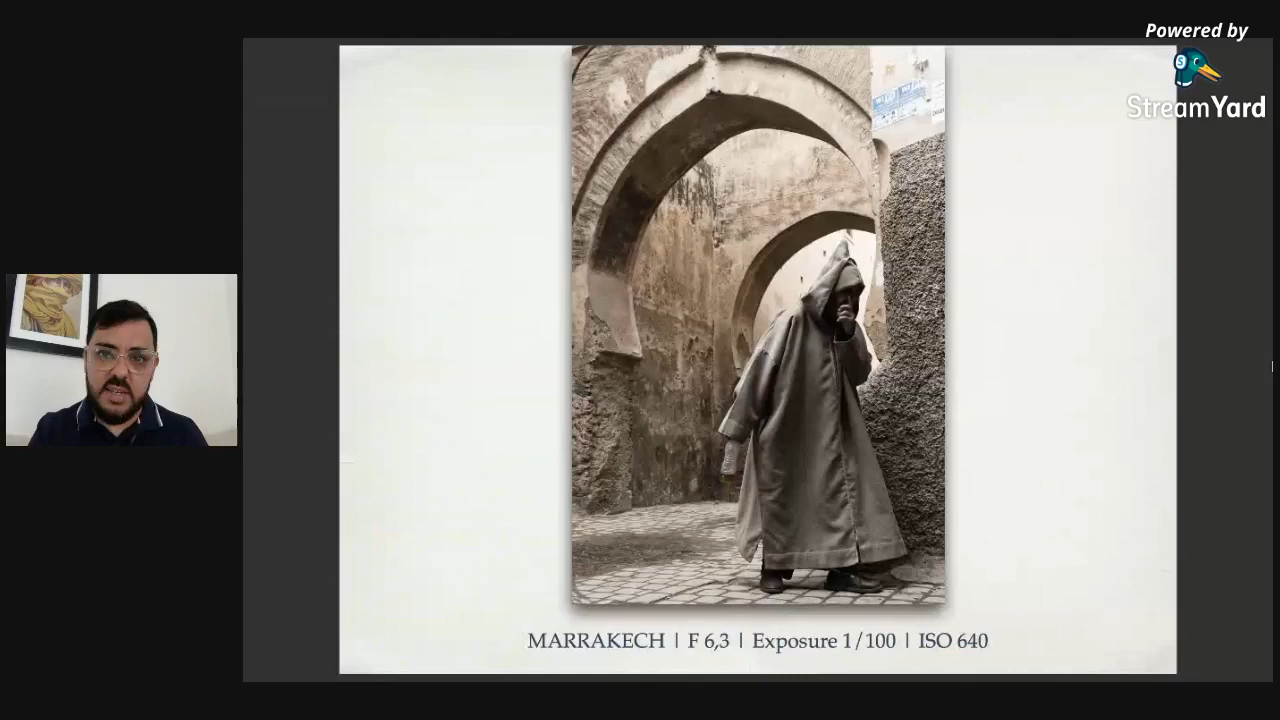 Powered by
StreamYard
MARRAKECH | F 6,3 | Exposure 1/100 | ISO 640